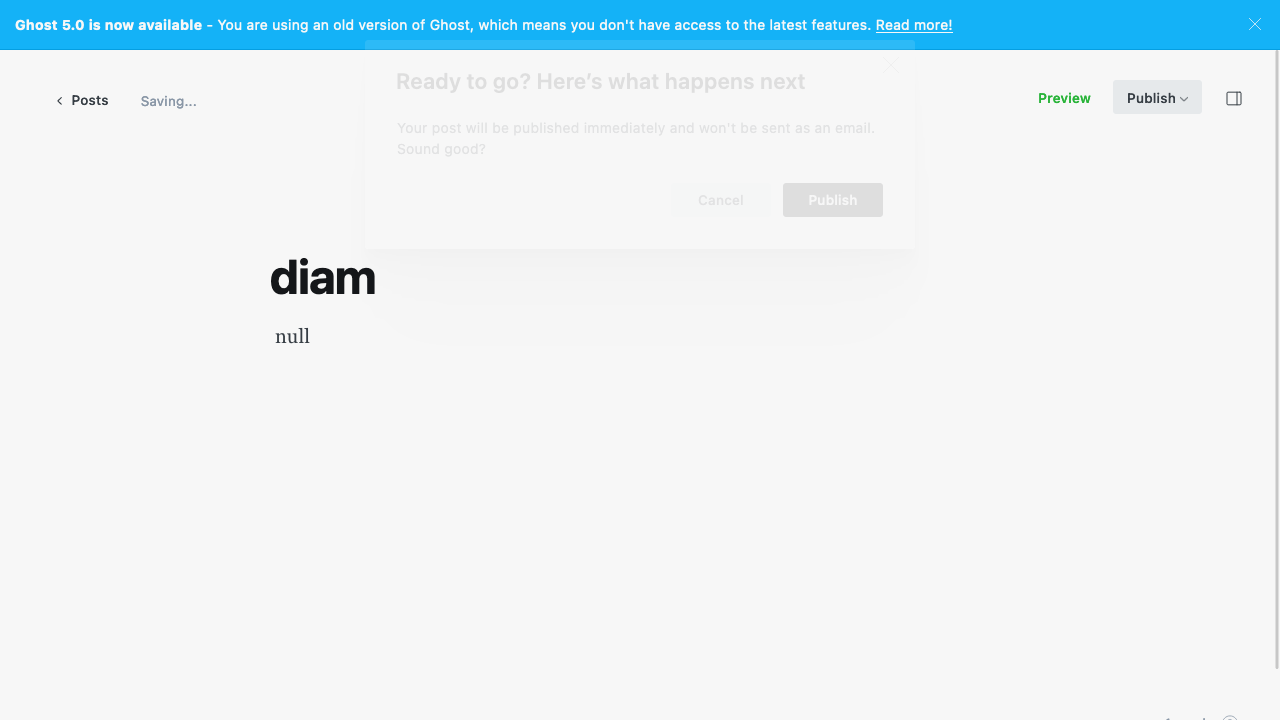 Ghost 5.0 is now available - You are using an old version of Ghost, which means you don't have access to the latest features. Read more!
Ready to go? Here's what happens next
Posts
Saving...
Preview
Publish
Your post will be published immediately and won't be sent as an email.
Sound good?
Cancel
Publish
diam
null